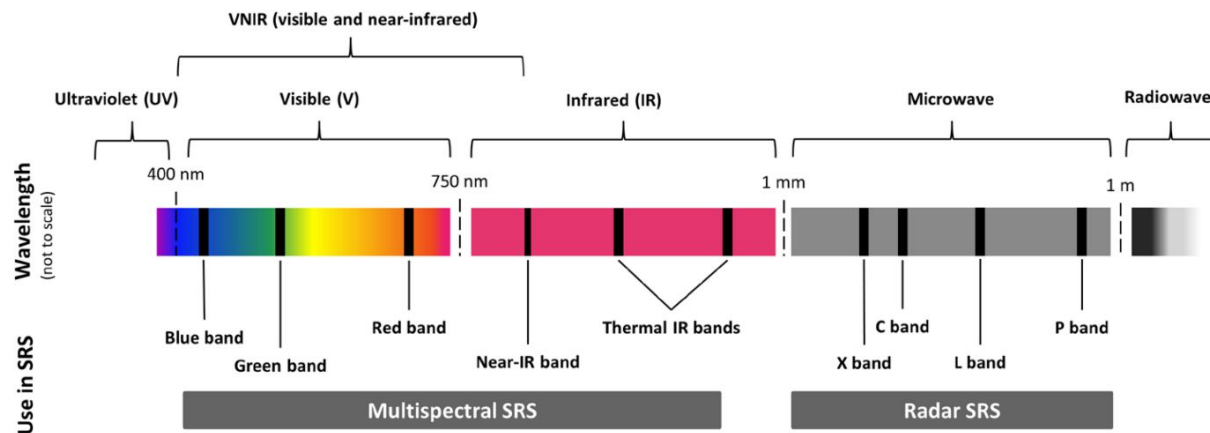 VNIR (visible and near-infrared)
Ultraviolet (UV)
Visible (V)
Infrared (IR)
Microwave
Radiowave
Wavelength
(not to scale)
400 nm
750 nm
1 mm
1 m
Use in SRS
Blue band
Green band
Red band
Near-IR band
Thermal IR bands
X band
C band
L band
P band
Multispectral SRS
Radar SRS